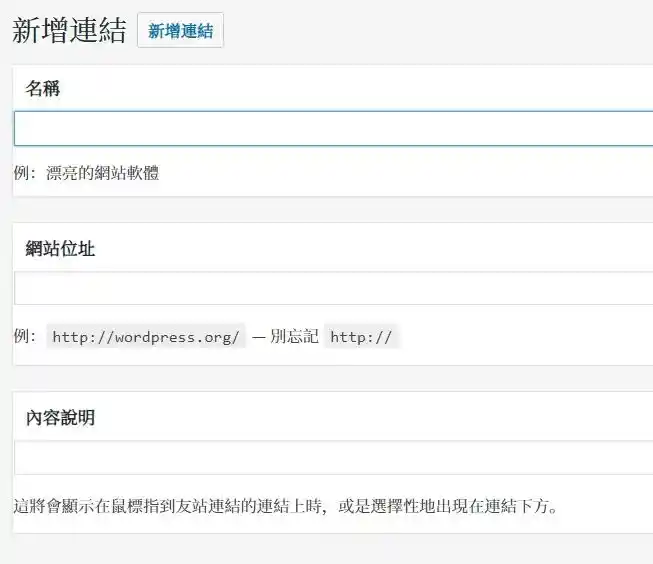 新增連結 新增連結
名稱
例：漂亮的網站軟體
網站位址
例： http://wordpress.org/ — 別忘記 http://
內容說明
這將會顯示在鼠標指到友站連結的連結上時，或是選擇性地出現在連結下方。